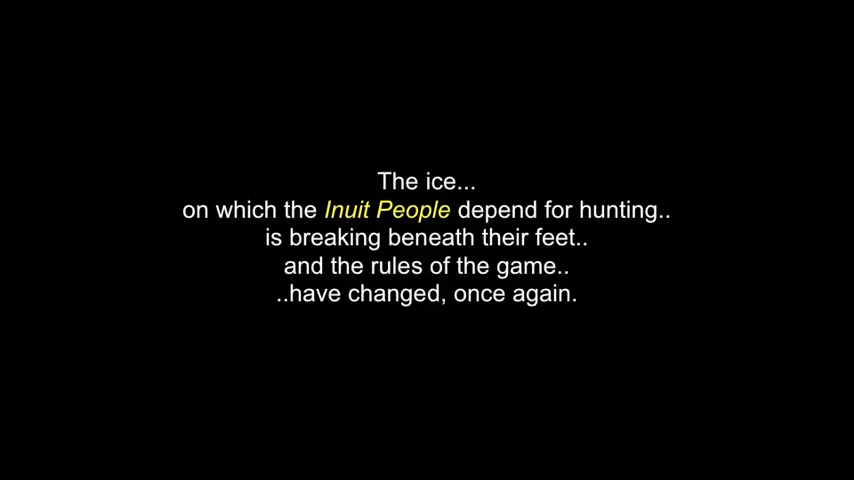 The ice...
on which the Inuit People depend for hunting..
is breaking beneath their feet..
and the rules of the game..
..have changed, once again.